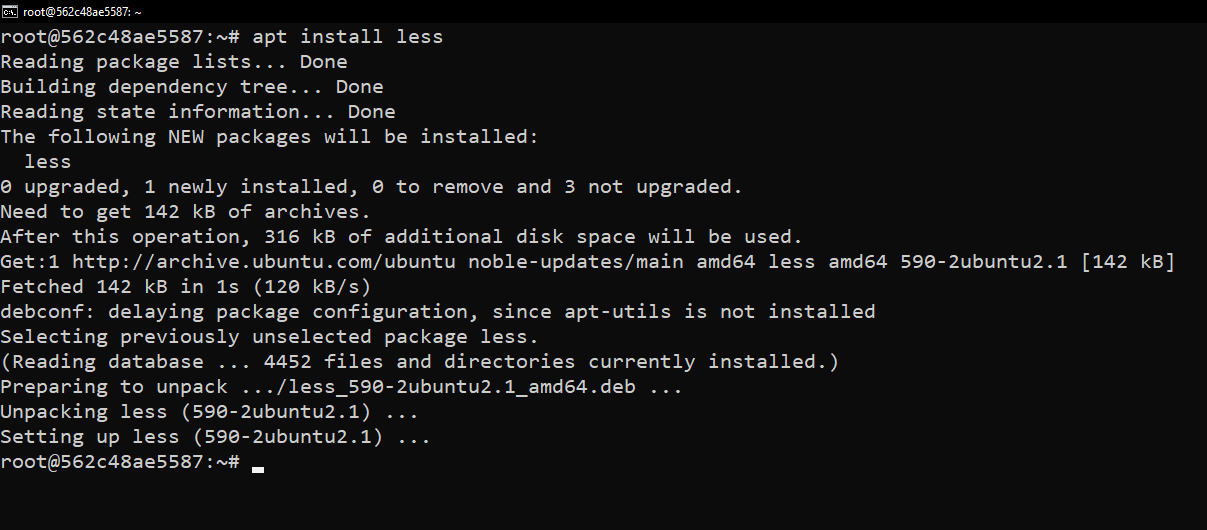 root@562c48ae5587: ~
root@562c48ae5587:~# apt install less
Reading package lists... Done
Building dependency tree... Done
Reading state information... Done
The following NEW packages will be installed:
  less
0 upgraded, 1 newly installed, 0 to remove and 3 not upgraded.
Need to get 142 kB of archives.
After this operation, 316 kB of additional disk space will be used.
Get:1 http://archive.ubuntu.com/ubuntu noble-updates/main amd64 less amd64 590-2ubuntu2.1 [142 kB]
Fetched 142 kB in 1s (120 kB/s)
debconf: delaying package configuration, since apt-utils is not installed
Selecting previously unselected package less.
(Reading database ... 4452 files and directories currently installed.)
Preparing to unpack .../less_590-2ubuntu2.1_amd64.deb ...
Unpacking less (590-2ubuntu2.1) ...
Setting up less (590-2ubuntu2.1) ...
root@562c48ae5587:~#